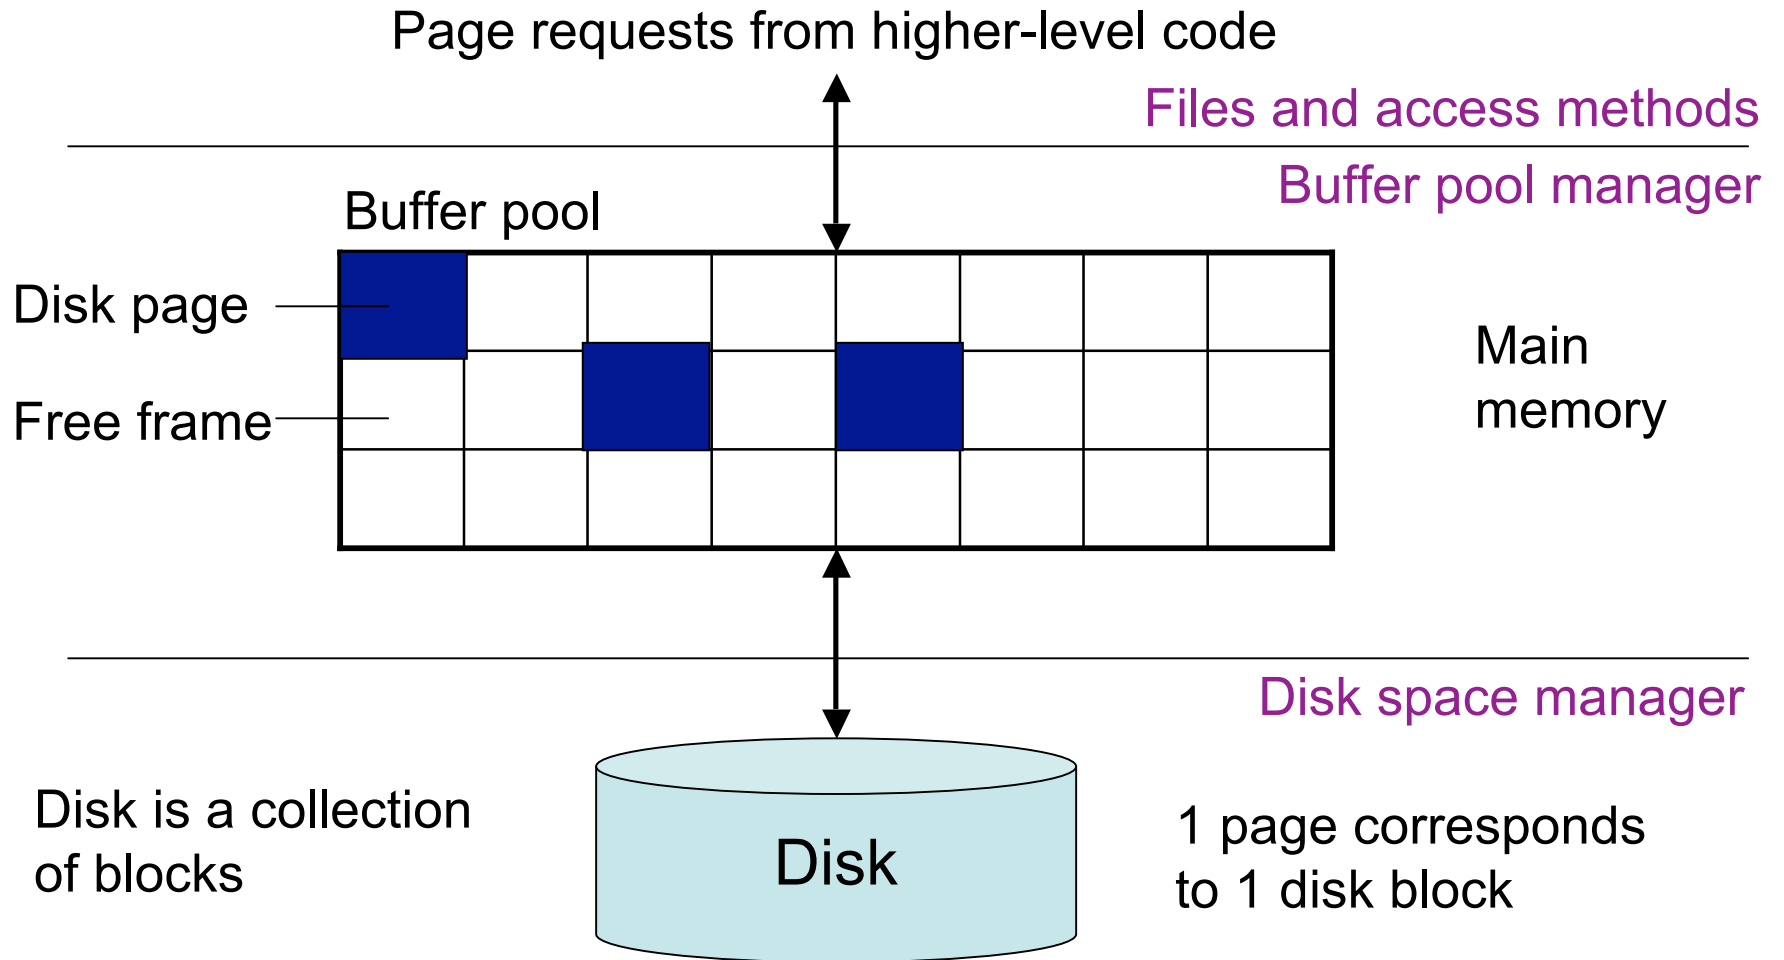 Page requests from higher-level code
Files and access methods
Buffer pool manager
Buffer pool
Disk page
Free frame
Main
memory
Disk space manager
Disk is a collection
of blocks
Disk
1 page corresponds
to 1 disk block